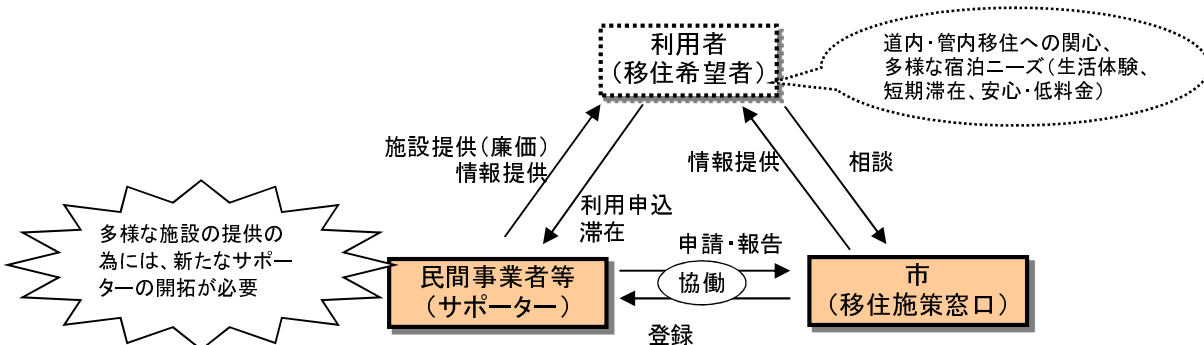 利用者
（移住希望者）
道内・管内移住への関心、
多様な宿泊ニーズ（生活体験、
短期滞在、安心・低料金）
施設提供（廉価）
情報提供
利用申込
滞在
情報提供
相談
多様な施設の提供の
為には、新たなサポー
ターの開拓が必要
民間事業者等
（サポーター）
申請・報告
協働
登録
市
（移住施策窓口）